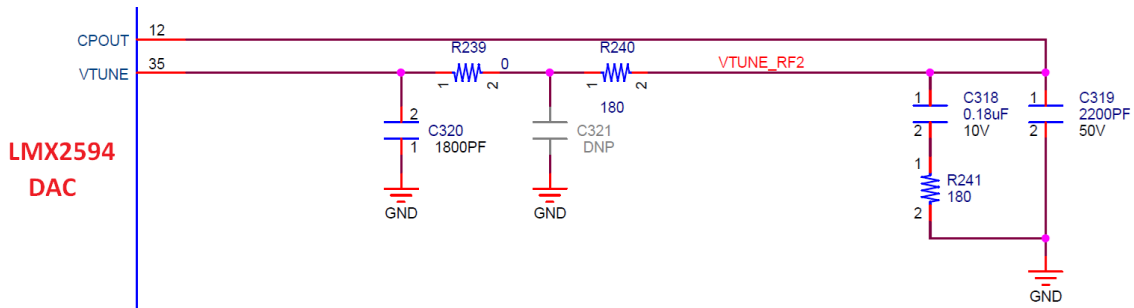 CPOUT
12
VTUNE
35
R239
0
R240
VTUNE_RF2
1
2
1
2
180
2
C320
1
1800PF
C321
DNP
1
C318
0.18uF
2
10V
1
C319
2200PF
2
50V
1
R241
180
2
LMX2594
DAC
GND
GND
GND